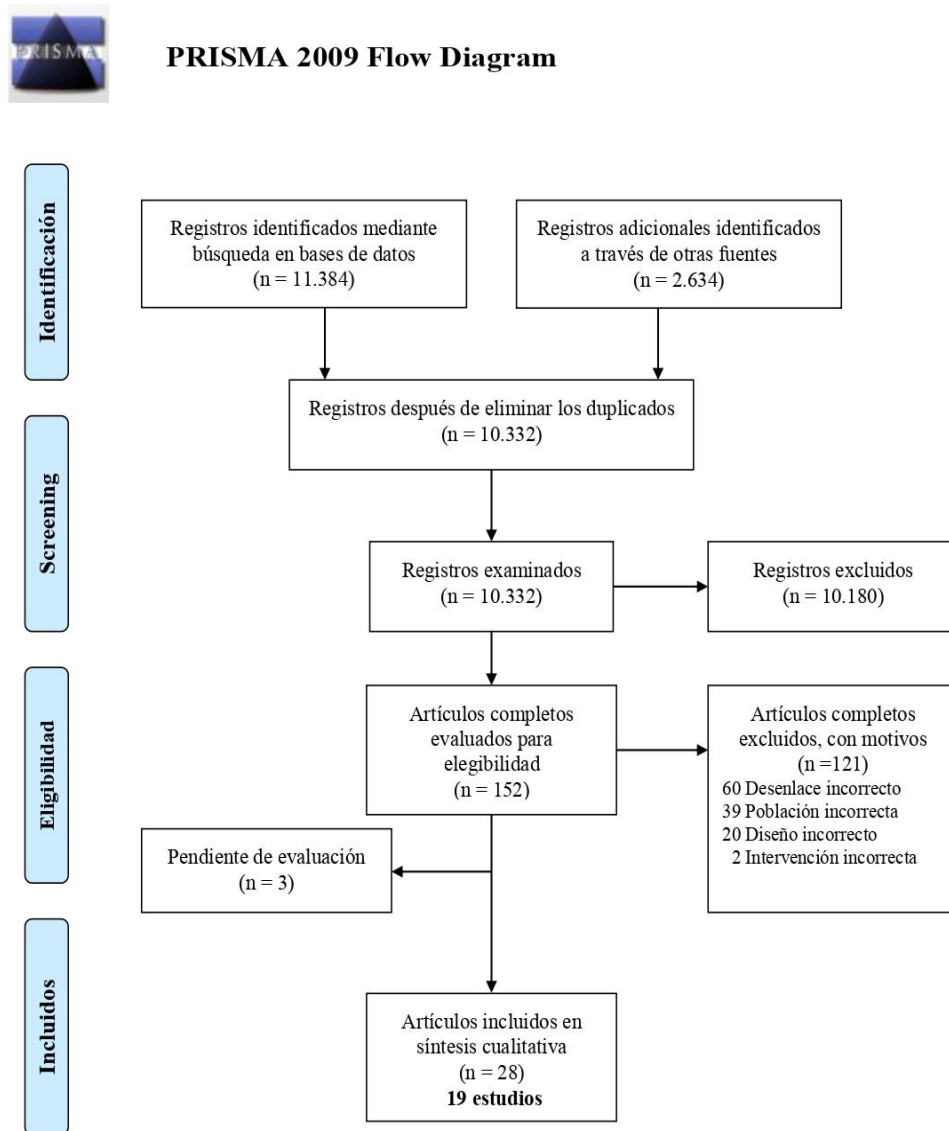 PRISMA
PRISMA 2009 Flow Diagram
Identificación
Registros identificados mediante
búsqueda en bases de datos
(n = 11.384)
Registros adicionales identificados
a través de otras fuentes
(n = 2.634)
Registros después de eliminar los duplicados
(n = 10.332)
Screening
Registros examinados
(n = 10.332)
Registros excluidos
(n = 10.180)
Eligibilidad
Artículos completos
evaluados para
elegibilidad
(n = 152)
Artículos completos
excluidos, con motivos
(n =121)
60 Desenlace incorrecto
39 Población incorrecta
20 Diseño incorrecto
2 Intervención incorrecta
Pendiente de evaluación
(n = 3)
Incluidos
Artículos incluidos en
síntesis cualitativa
(n = 28)
19 estudios